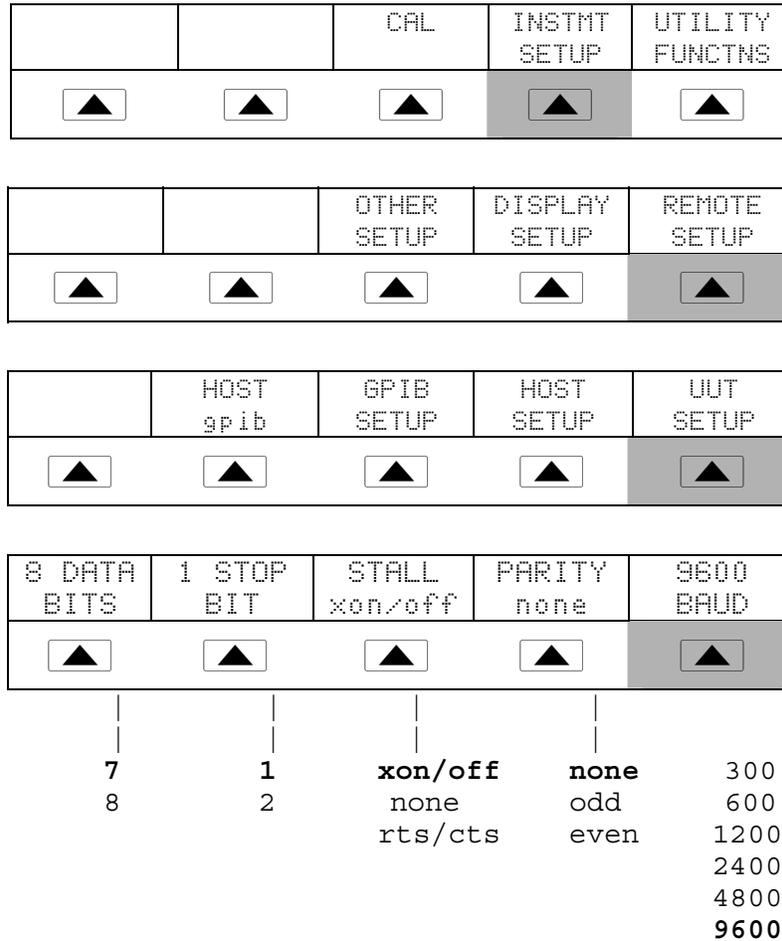 CAL INSTMT UTILITY
SETUP FUNCTNS
OTHER DISPLAY REMOTE
SETUP SETUP SETUP
HOST GPIB HOST UUT
gpib SETUP SETUP SETUP
8 DATA 1 STOP STALL PARITY 9600
BITS BIT xon/off none BAUD
7 1 xon/off none 300
8 2 none odd 600
rts/cts even 1200
2400
4800
9600